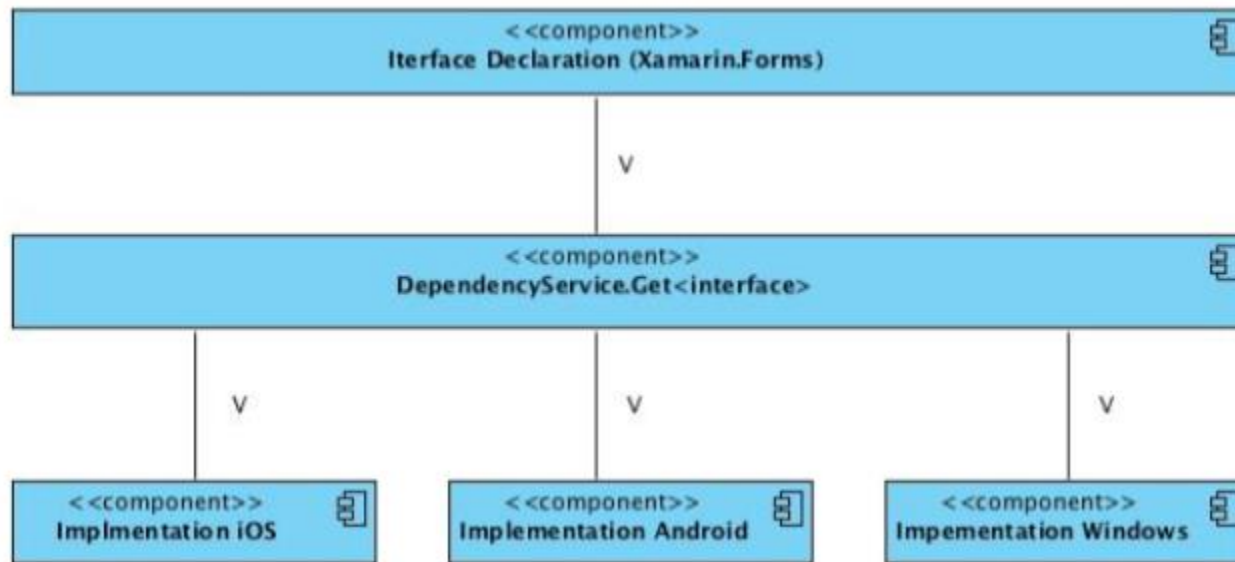 < <component>>
Iterface Declaration (Xamarin.Forms)
V
< <component>>
DependencyService.Get<interface>
V V V
< <component>>
Implmentation iOS
< <component>>
Implementation Android
< <component>>
Impementation Windows